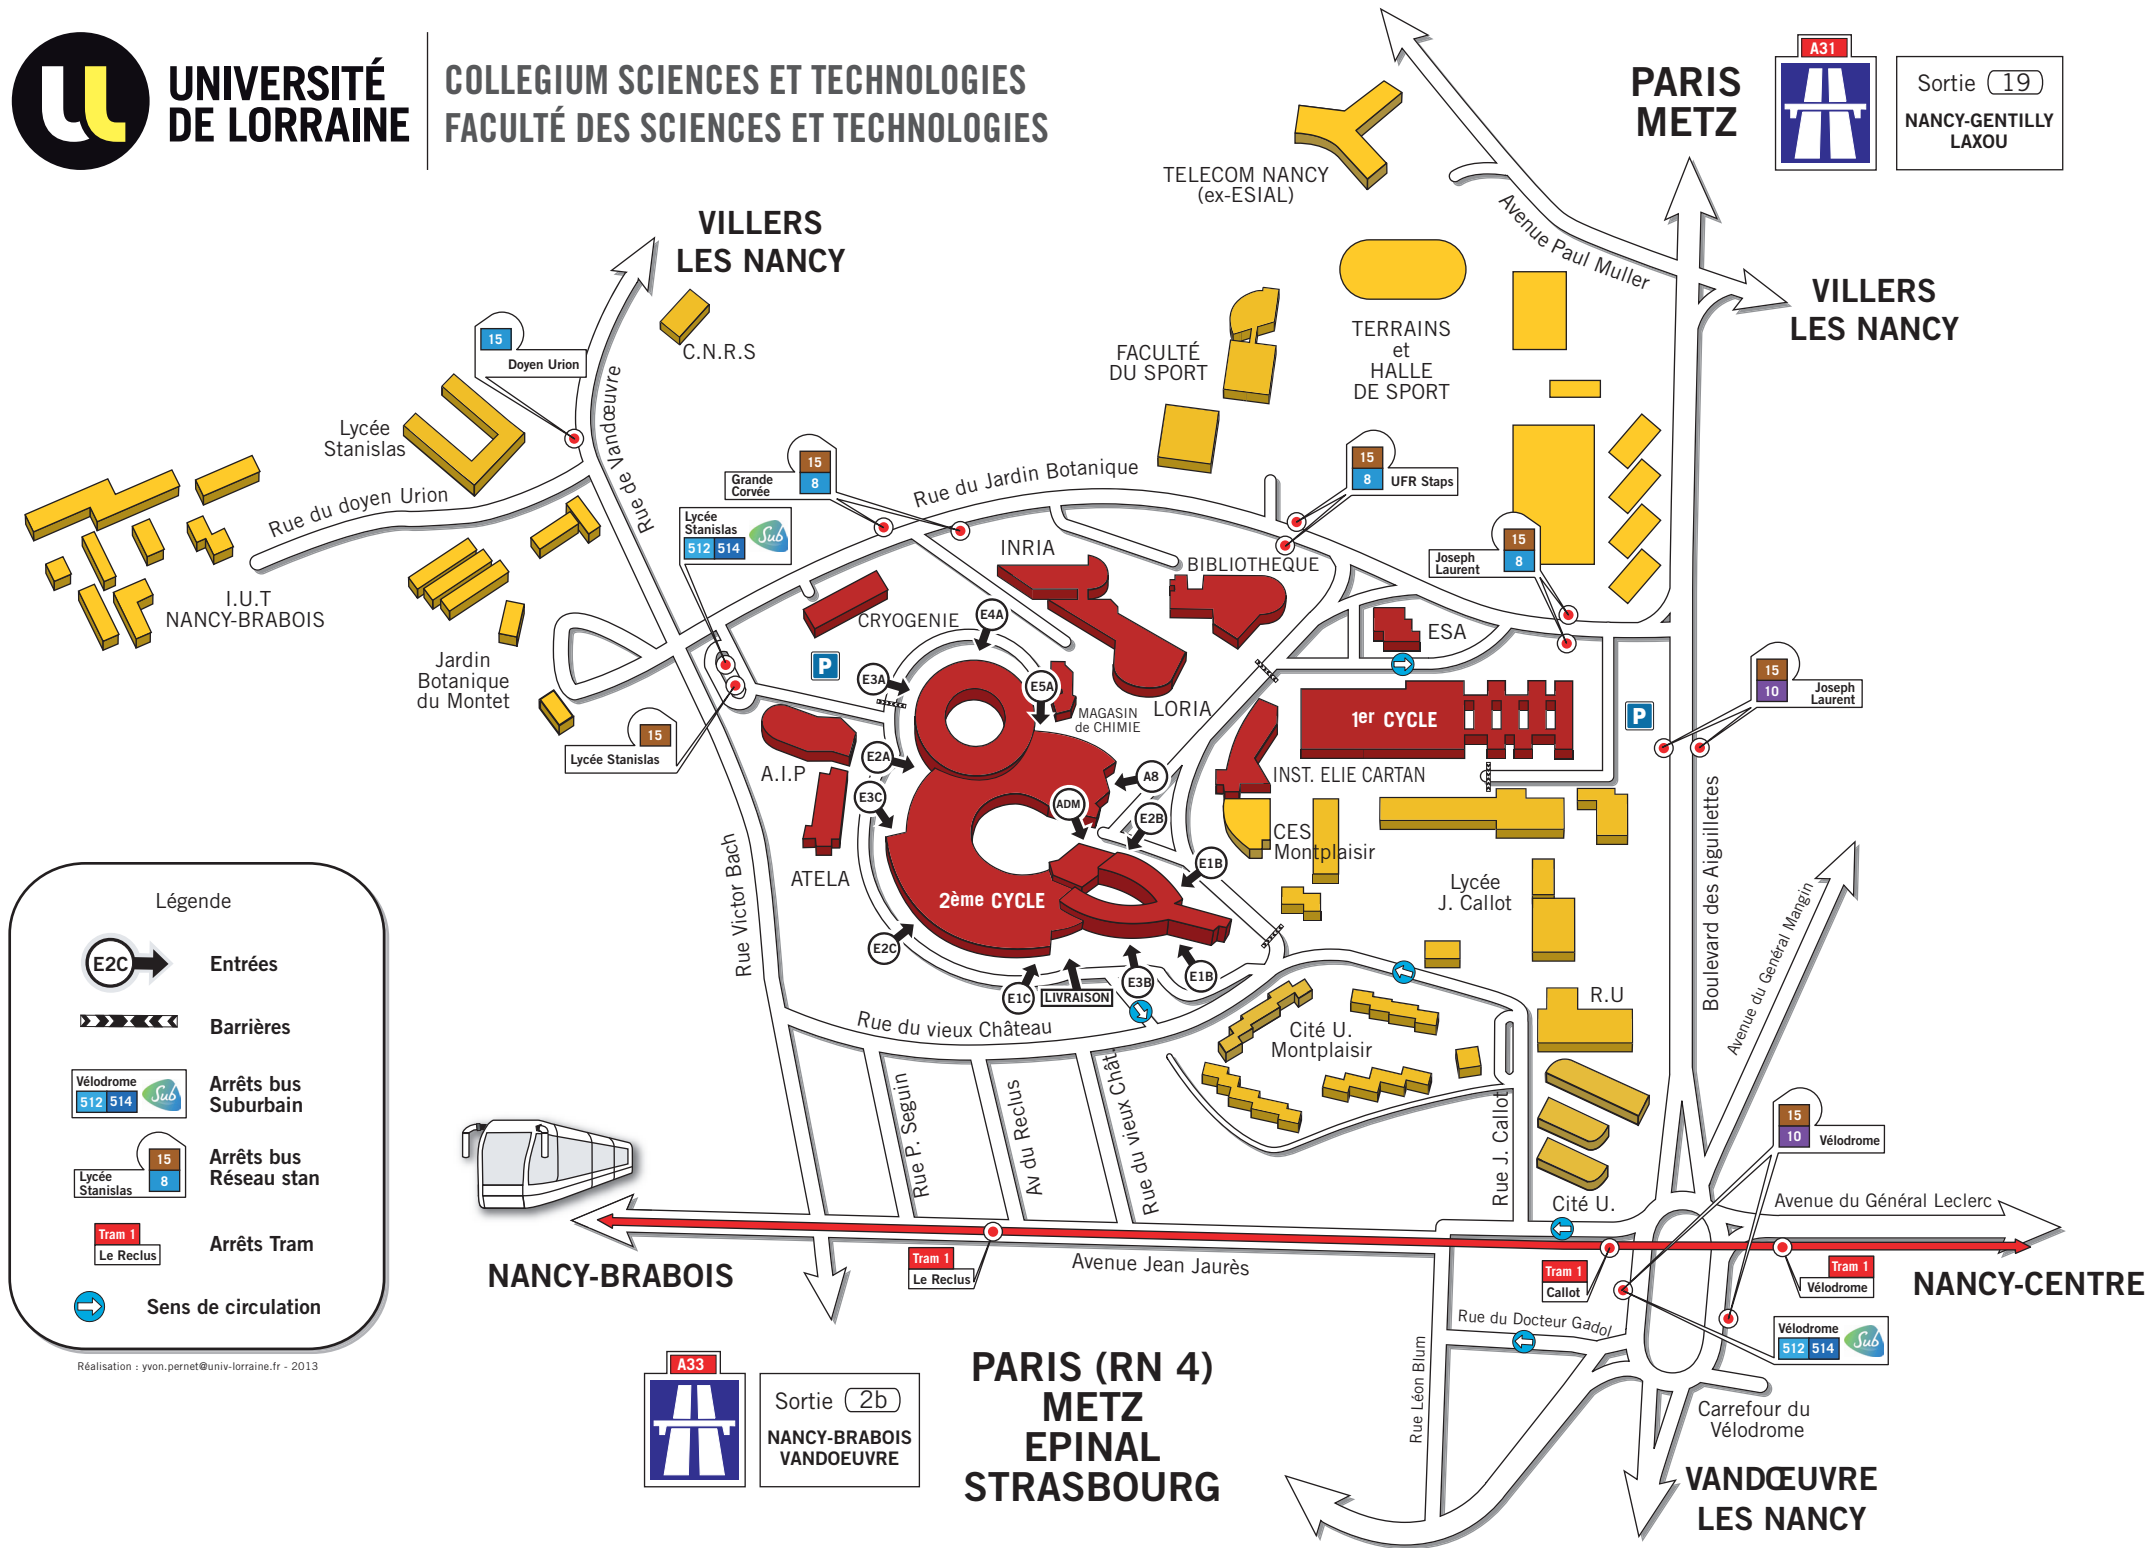 UNIVERSITÉ
DE LORRAINE
COLLEGIUM SCIENCES ET TECHNOLOGIES
FACULTÉ DES SCIENCES ET TECHNOLOGIES
PARIS
METZ
A31
Sortie 19
NANCY-GENTILLY
LAXOU
TELECOM NANCY
(ex-ESIAL)
Avenue Paul Muller
VILLERS
LES NANCY
VILLERS
LES NANCY
C.N.R.S
15
Doyen Urion
Rue de Vandœuvre
Lycée
Stanislas
Rue du doyen Urion
I.U.T
NANCY-BRABOIS
Jardin
Botanique
du Montet
FACULTÉ
DU SPORT
TERRAINS
et
HALLE
DE SPORT
15
8
Grande
Corvée
Rue du Jardin Botanique
15
8
UFR Staps
Lycée
Stanislas
512 514
Sub
15
8
Joseph
Laurent
INRIA
BIBLIOTHEQUE
CRYOGENIE
E4A
ESA
P
E3A
E5A
MAGASIN
de CHIMIE
LORIA
1er CYCLE
P
15
10
Joseph
Laurent
15
Lycée Stanislas
A.I.P
E2A
E3C
A8
ADM
E2B
INST. ELIE CARTAN
CES
Montplaisir
E1B
ATELA
2ème CYCLE
Lycée
J. Callot
Rue Victor Bach
Boulevard des Aiguillettes
Avenue du Général Mangin
E2C
E1C
LIVRAISON
E3B
E1B
R.U
Rue du vieux Château
Cité U.
Montplaisir
Rue P. Seguin
Av du Reclus
Rue du vieux Chât.
Rue J. Callot
Cité U.
15
10
Vélodrome
Avenue du Général Leclerc
Légende
E2C
Entrées
Barrières
Vélodrome
512 514
Sub
Arrêts bus
Suburbain
15
8
Lycée
Stanislas
Arrêts bus
Réseau stan
Tram 1
Le Reclus
Arrêts Tram
Sens de circulation
Réalisation : yvon.pernet@univ-lorraine.fr - 2013
NANCY-BRABOIS
Tram 1
Le Reclus
Avenue Jean Jaurès
Tram 1
Callot
Tram 1
Vélodrome
NANCY-CENTRE
Rue du Docteur Gadol
Vélodrome
512 514
Sub
Rue Léon Blum
A33
Sortie 2b
NANCY-BRABOIS
VANDOEUVRE
PARIS (RN 4)
METZ
EPINAL
STRASBOURG
Carrefour du
Vélodrome
VANDŒUVRE
LES NANCY